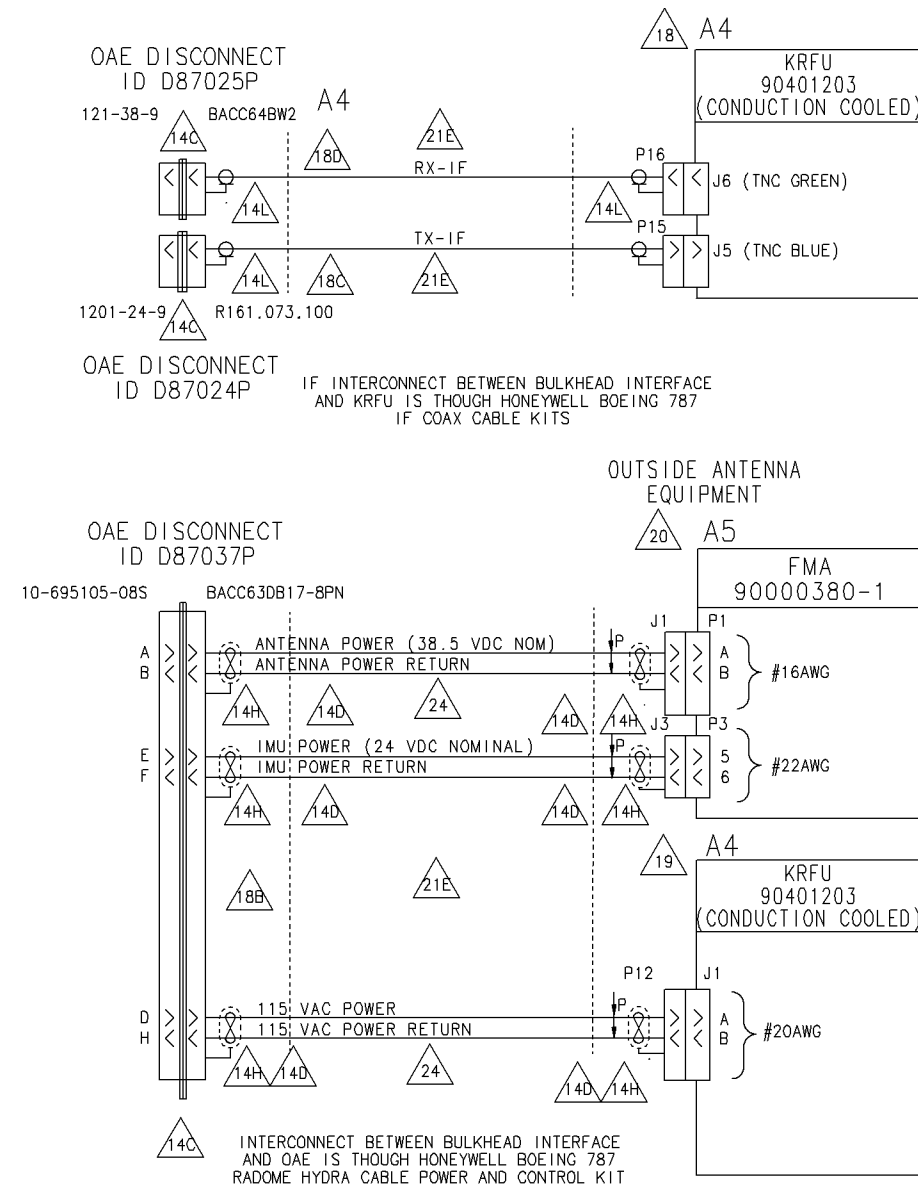 18 A4
OAE DISCONNECT
ID D87025P
KRFU
90401203
(CONDUCTION COOLED)
121-38-9 14C BACC64BW2 A4
18D 21E
RX-IF P16
J6 (TNC GREEN)
14L 14L
TX-IF P15
J5 (TNC BLUE)
14L 18C 21E
1201-24-9 14C R161.073.100
OAE DISCONNECT
ID D87024P
IF INTERCONNECT BETWEEN BULKHEAD INTERFACE
AND KRFU IS THOUGH HONEYWELL BOEING 787
IF COAX CABLE KITS
OUTSIDE ANTENNA
EQUIPMENT
20 A5
OAE DISCONNECT
ID D87037P
FMA
90000380-1
10-695105-08S BACC63DB17-8PN
J1 P1
A ANTENNA POWER (38.5 VDC NOM) P A
B ANTENNA POWER RETURN B
#16AWG
14H 14D 24 14D 14H
J3 P3
E IMU POWER (24 VDC NOMINAL) P 5
F IMU POWER RETURN 6
#22AWG
14H 14D 14D 14H
19 A4
KRFU
90401203
(CONDUCTION COOLED)
18B 21E
P12 J1
D 115 VAC POWER P A
H 115 VAC POWER RETURN B
#20AWG
14H 14D 24 14D 14H
14C
INTERCONNECT BETWEEN BULKHEAD INTERFACE
AND OAE IS THOUGH HONEYWELL BOEING 787
RADOME HYDRA CABLE POWER AND CONTROL KIT